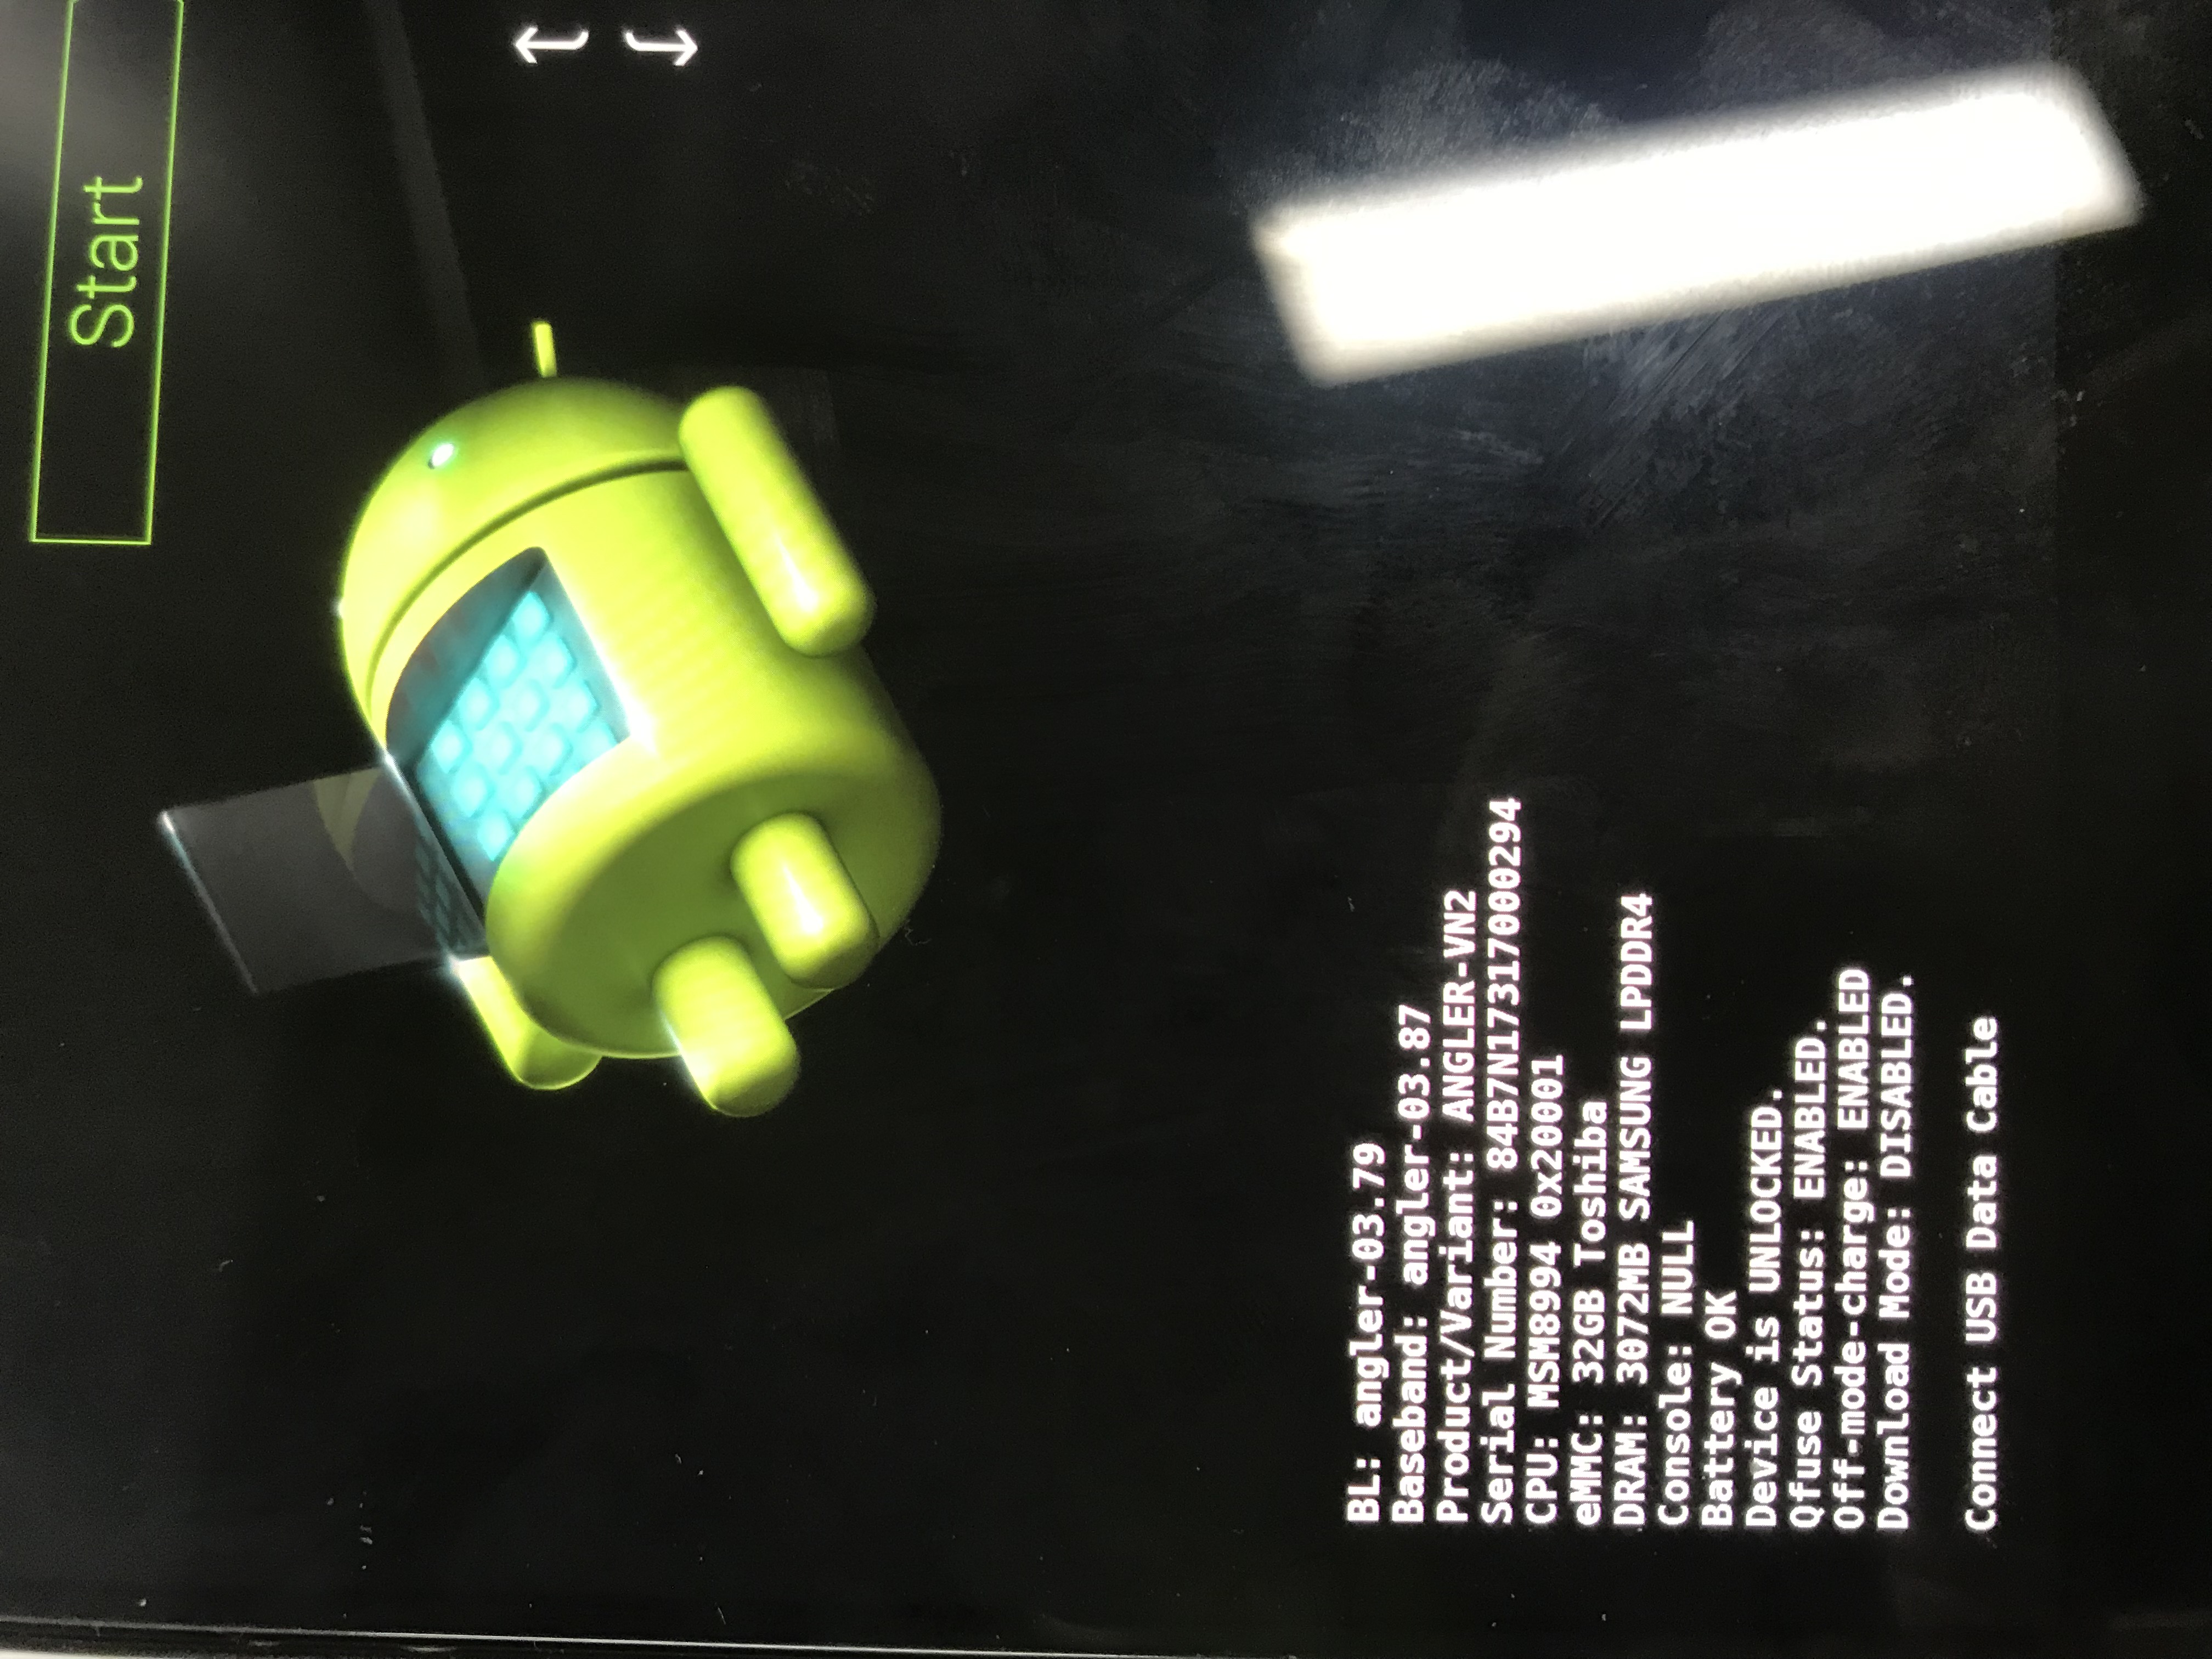 Start
BL: angler-03.79
Baseband: angler-03.87
Product/Variant: ANGLER-VN2
Serial Number: 84B7N17317000294
CPU: MSM8994 0x20001
eMMC: 32GB Toshiba
DRAM: 3072MB SAMSUNG LPDDR4
Console: NULL
Battery OK
Device is UNLOCKED.
Qfuse Status: ENABLED.
Off-mode-charge: ENABLED
Download Mode: DISABLED.
Connect USB Data Cable